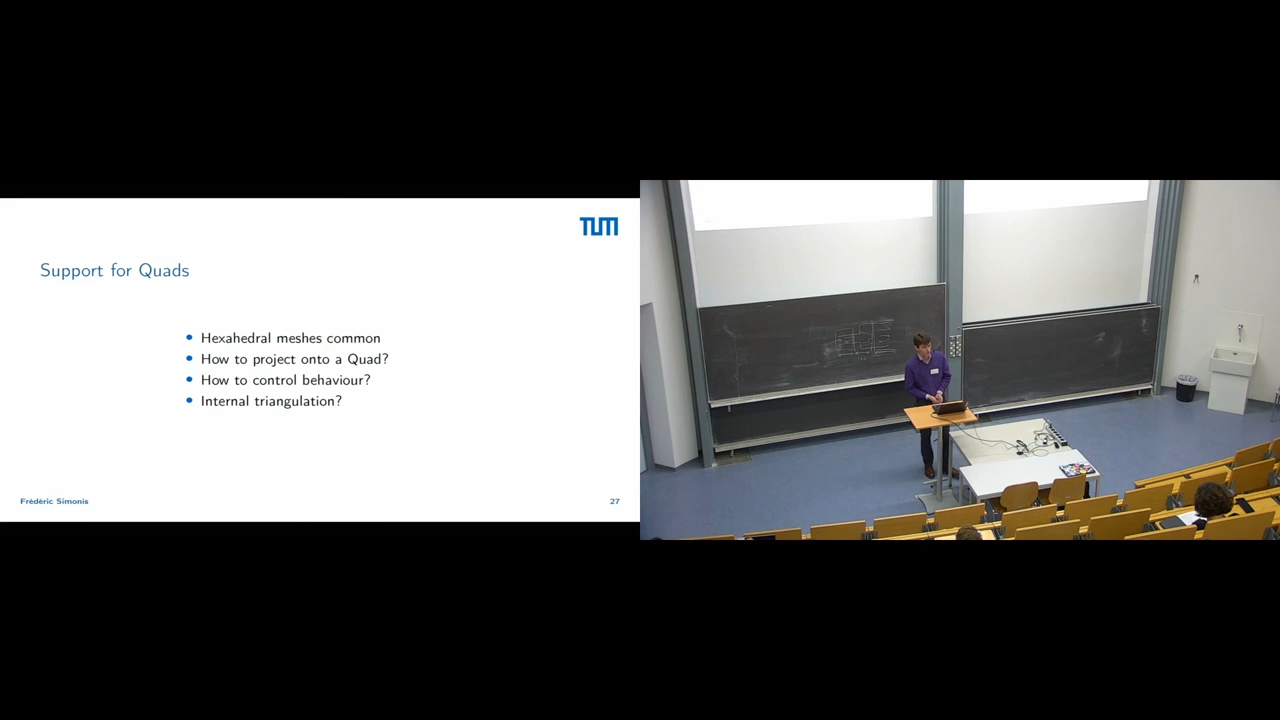 TUM
Support for Quads
• Hexahedral meshes common
• How to project onto a Quad?
• How to control behaviour?
• Internal triangulation?
Frédéric Simonis
27